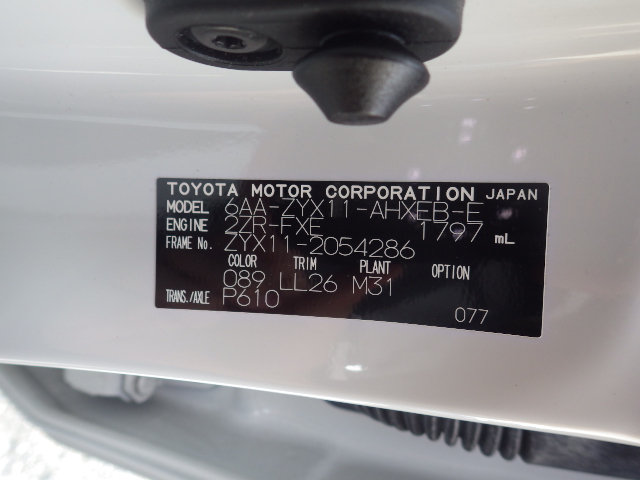 TOYOTA MOTOR CORPORATION JAPAN
MODEL 6AA-ZYX11-AHXEB-E
ENGINE 2ZR-FXE 1797 mL
FRAME No. ZYX11-2054286
COLOR TRIM PLANT OPTION
089 LL26 M31
TRANS./AXLE P610
077